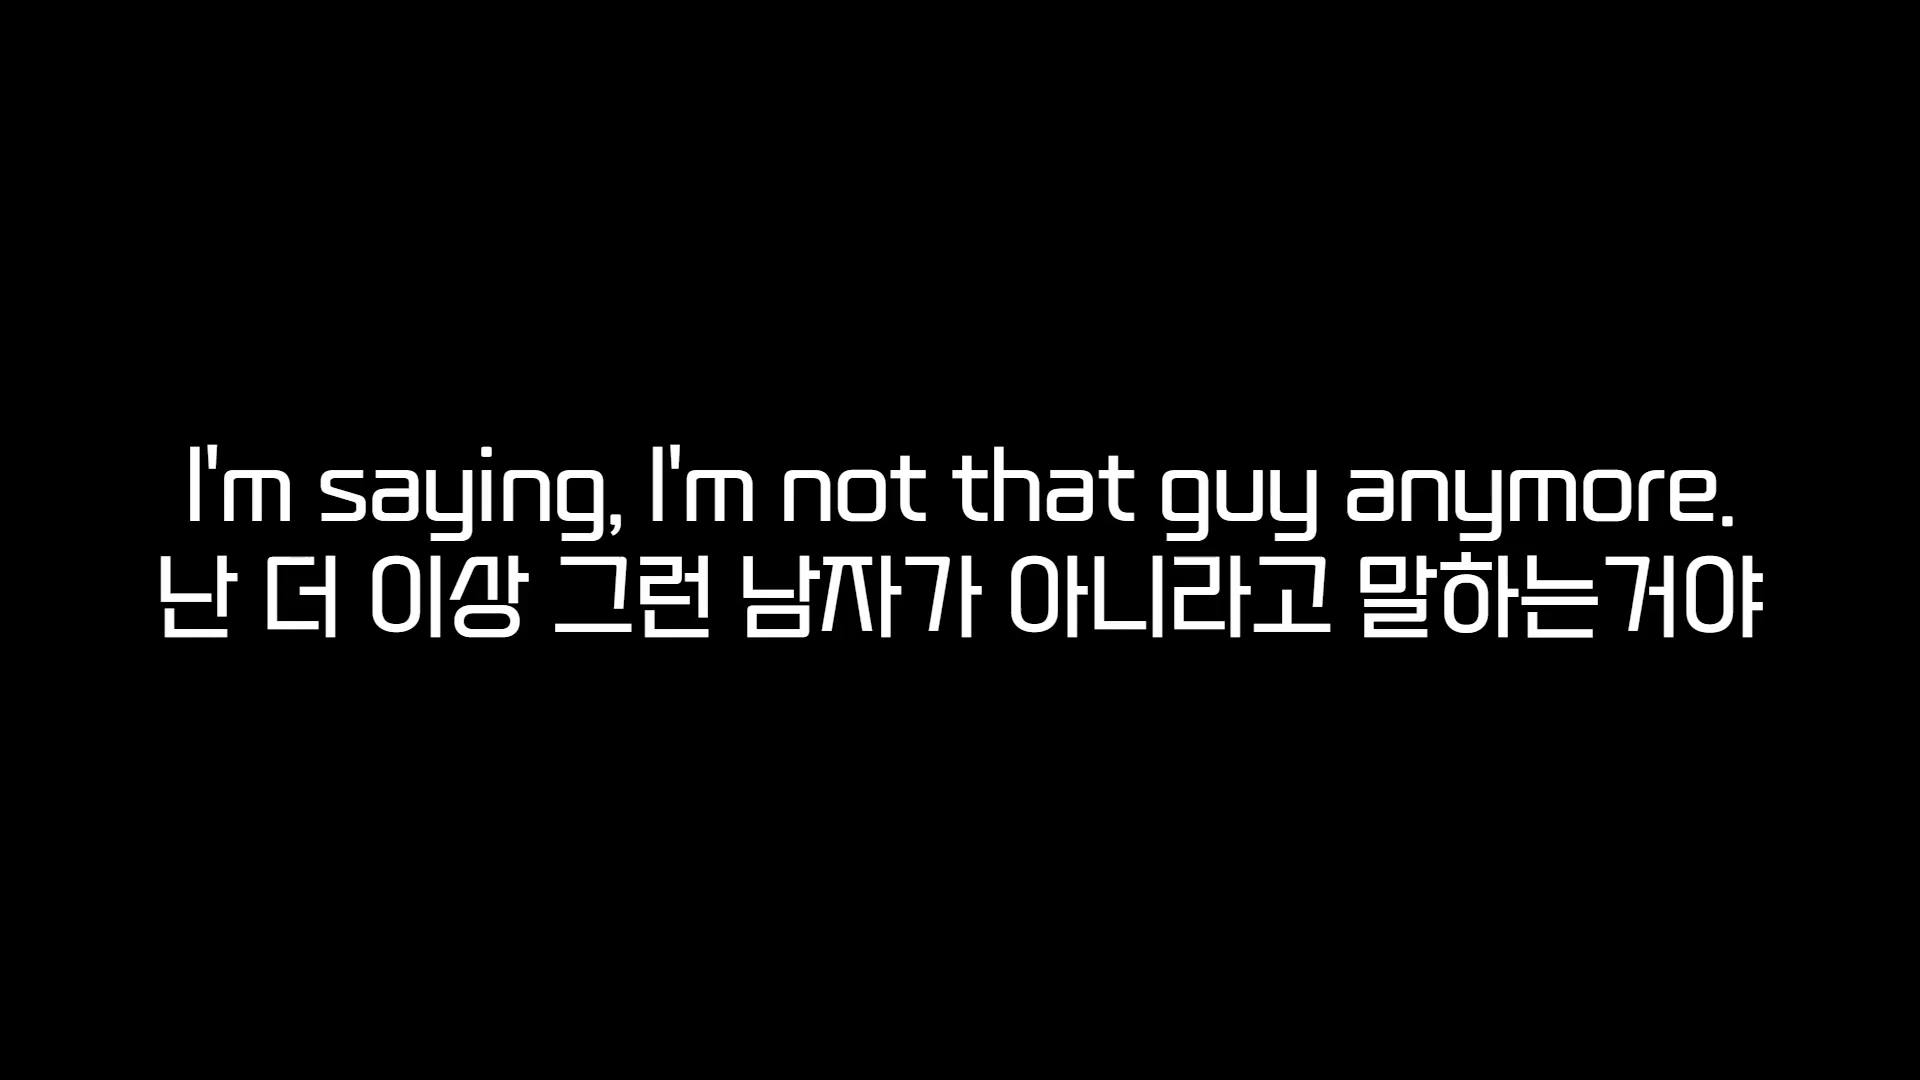 I'm saying, I'm not that guy anymore.
난 더 이상 그런 남자가 아니라고 말하는거야